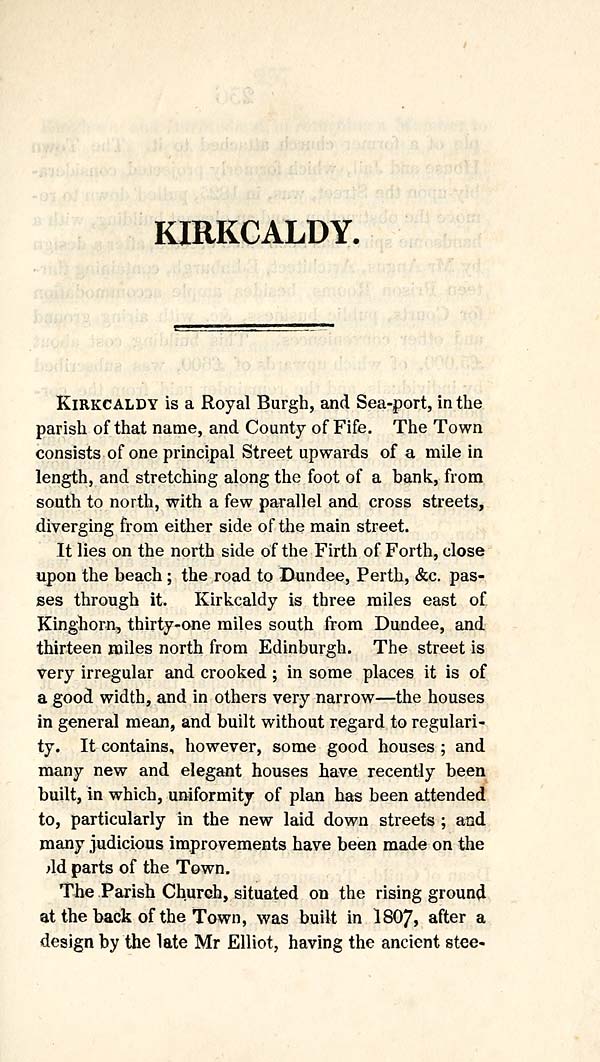 KIRKCALDY.
KIRKCALDY is a Royal Burgh, and Sea-port, in the
parish of that name, and County of Fife. The Town
consists of one principal Street upwards of a mile in
length, and stretching along the foot of a bank, from
south to north, with a few parallel and cross streets,
diverging from either side of the main street.
It lies on the north side of the Firth of Forth, close
upon the beach; the road to Dundee, Perth, &c. pas-
ses through it. Kirkcaldy is three miles east of
Kinghorn, thirty-one miles south from Dundee, and
thirteen miles north from Edinburgh. The street is
very irregular and crooked; in some places it is of
a good width, and in others very narrow—the houses
in general mean, and built without regard to regulari-
ty. It contains, however, some good houses; and
many new and elegant houses have recently been
built, in which, uniformity of plan has been attended
to, particularly in the new laid down streets; and
many judicious improvements have been made on the
old parts of the Town.
The Parish Church, situated on the rising ground
at the back of the Town, was built in 1807, after a
design by the late Mr Elliot, having the ancient stee-